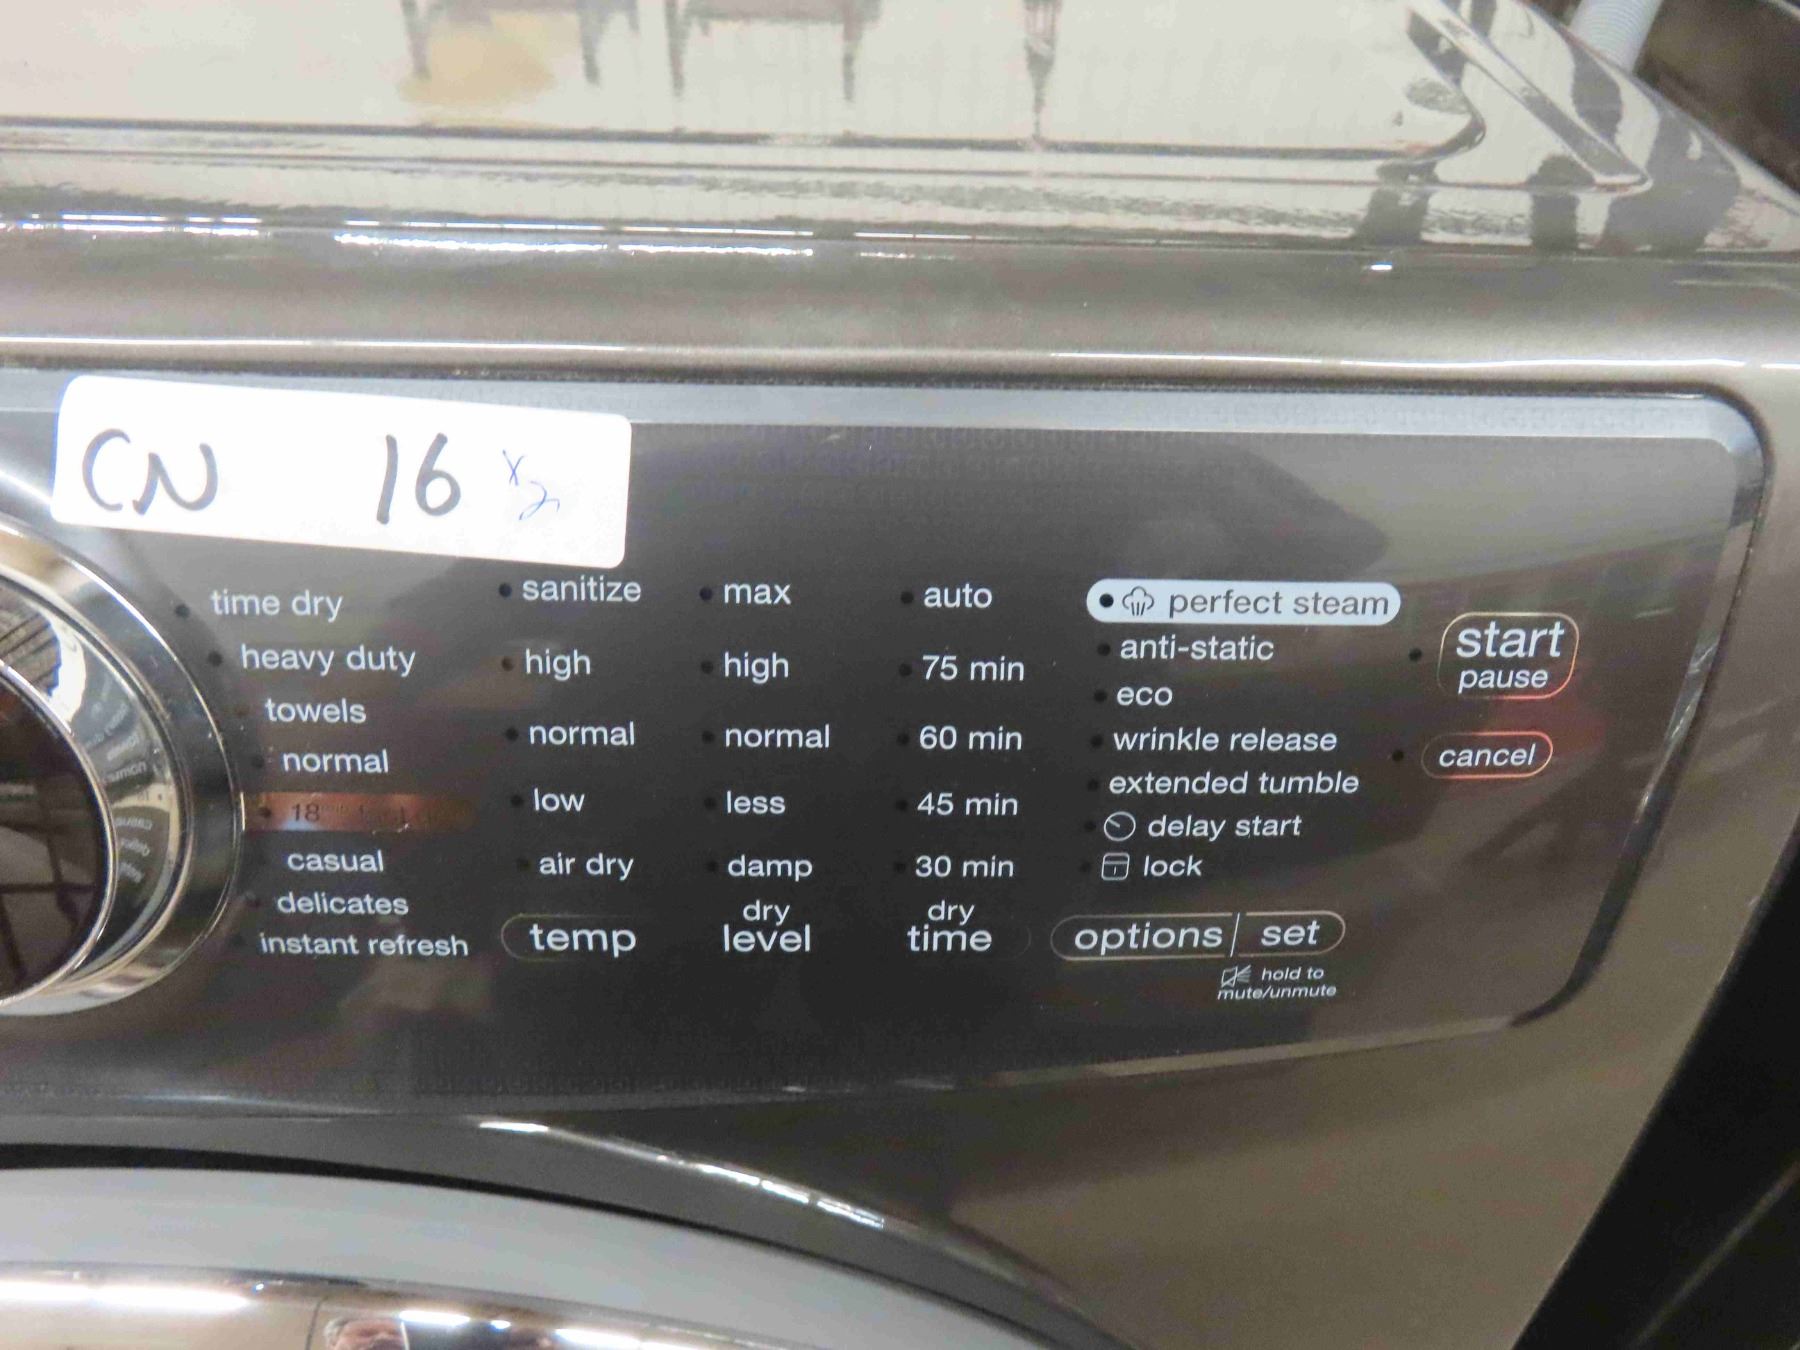 CN 16 x2
time dry
heavy duty
towels
normal
18
casual
delicates
instant refresh
sanitize
high
normal
low
air dry
temp
max
high
normal
less
damp
dry
level
auto
75 min
60 min
45 min
30 min
dry
time
perfect steam
anti-static
eco
wrinkle release
extended tumble
delay start
lock
options | set
hold to
mute/unmute
start
pause
cancel